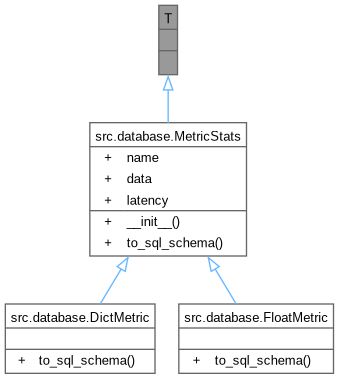 T
src.database.MetricStats
+ name
+ data
+ latency
+ __init__()
+ to_sql_schema()
src.database.DictMetric
+ to_sql_schema()
src.database.FloatMetric
+ to_sql_schema()